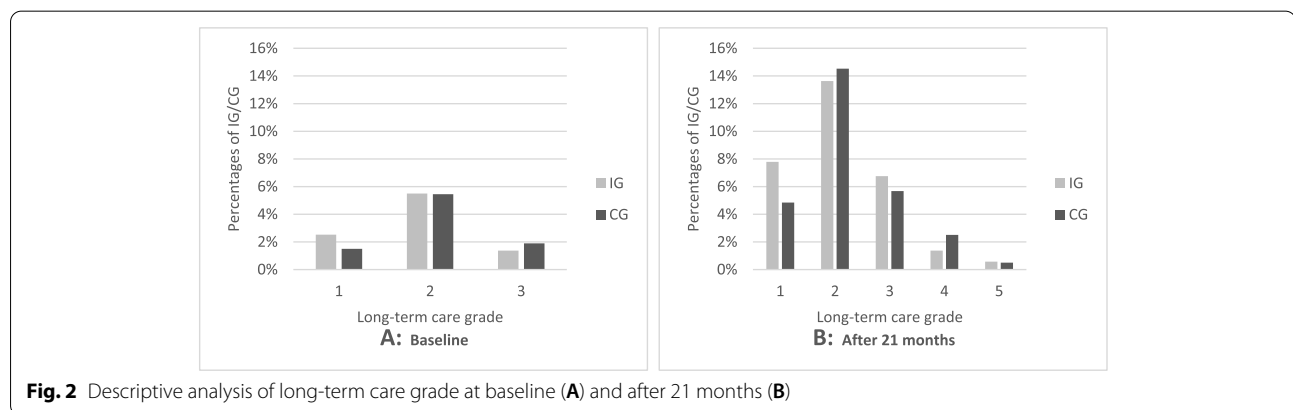 16%
14%
12%
10%
8%
6%
4%
2%
0%
Percentages of IG/CG
1 2 3
Long-term care grade
A: Baseline
IG
CG
16%
14%
12%
10%
8%
6%
4%
2%
0%
Percentages of IG/CG
1 2 3 4 5
Long-term care grade
B: After 21 months
IG
CG
Fig. 2 Descriptive analysis of long-term care grade at baseline (A) and after 21 months (B)